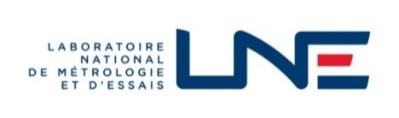 LABORATOIRE
NATIONAL
DE MÉTROLOGIE
ET D'ESSAIS
LNE